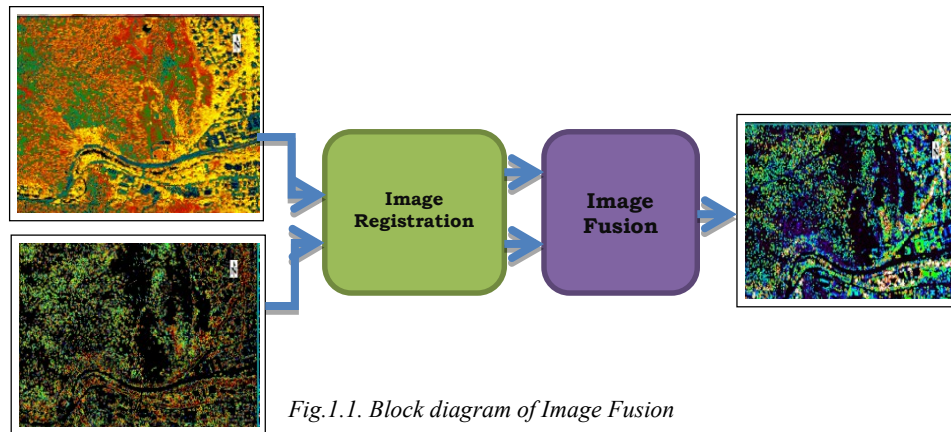 Image
Registration
Image
Fusion
Fig.1.1. Block diagram of Image Fusion